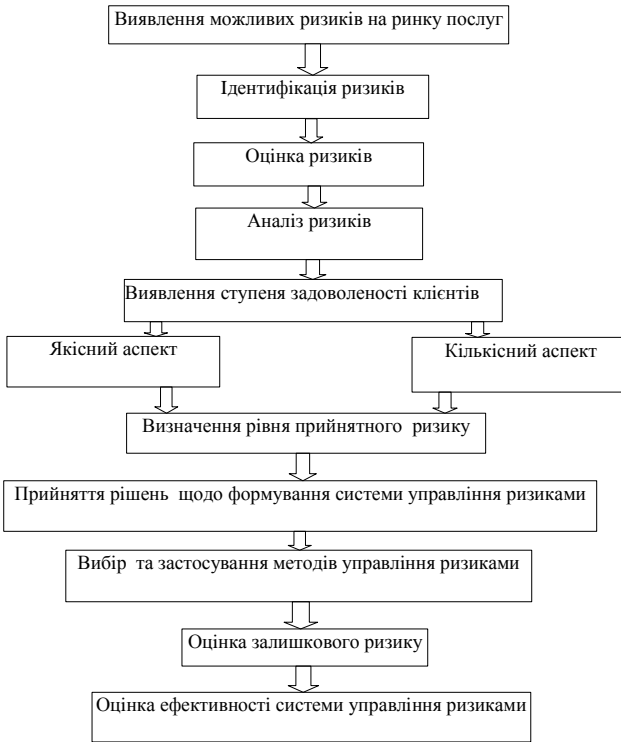 Виявлення можливих ризиків на ринку послуг
Ідентифікація ризиків
Оцінка ризиків
Аналіз ризиків
Виявлення ступеня задоволеності клієнтів
Якісний аспект
Кількісний аспект
Визначення рівня прийнятного ризику
Прийняття рішень щодо формування системи управління ризиками
Вибір та застосування методів управління ризиками
Оцінка залишкового ризику
Оцінка ефективності системи управління ризиками